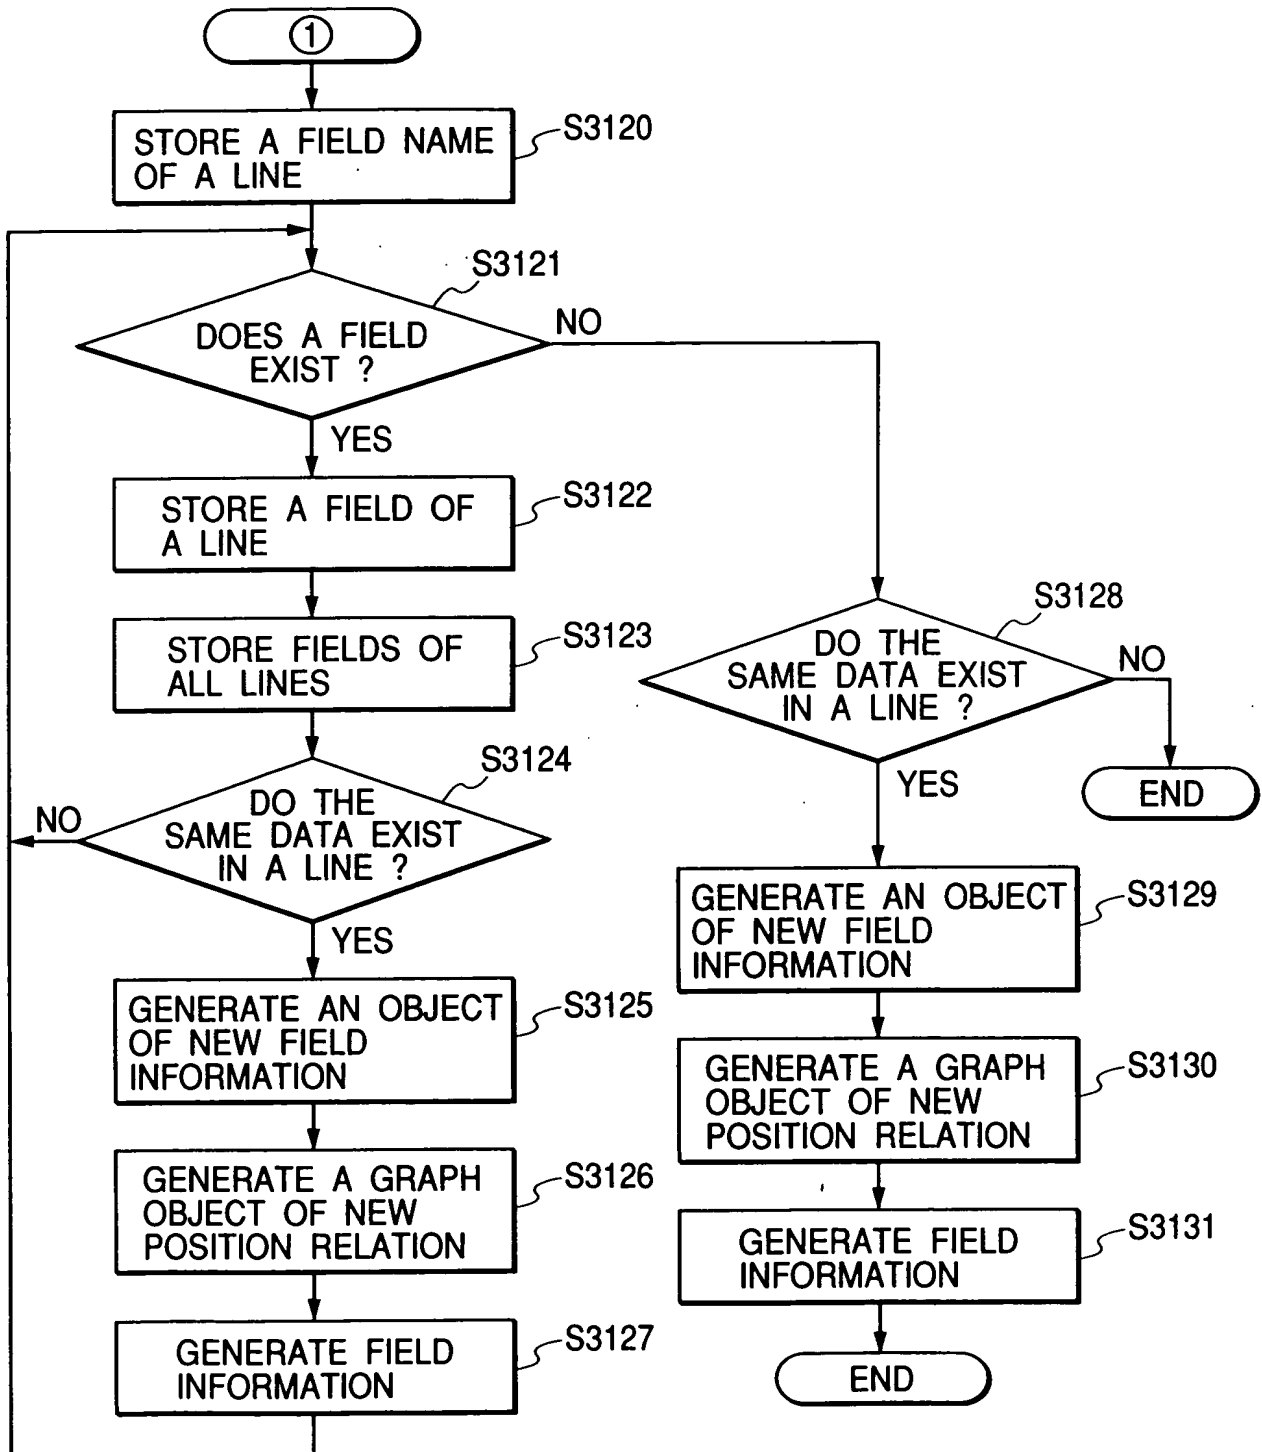 1
STORE A FIELD NAME
OF A LINE
S3120
DOES A FIELD
EXIST ?
S3121
NO
YES
STORE A FIELD OF
A LINE
S3122
STORE FIELDS OF
ALL LINES
S3123
DO THE
SAME DATA EXIST
IN A LINE ?
S3124
NO
YES
GENERATE AN OBJECT
OF NEW FIELD
INFORMATION
S3125
GENERATE A GRAPH
OBJECT OF NEW
POSITION RELATION
S3126
GENERATE FIELD
INFORMATION
S3127
DO THE
SAME DATA EXIST
IN A LINE ?
S3128
NO
END
YES
GENERATE AN OBJECT
OF NEW FIELD
INFORMATION
S3129
GENERATE A GRAPH
OBJECT OF NEW
POSITION RELATION
S3130
GENERATE FIELD
INFORMATION
S3131
END